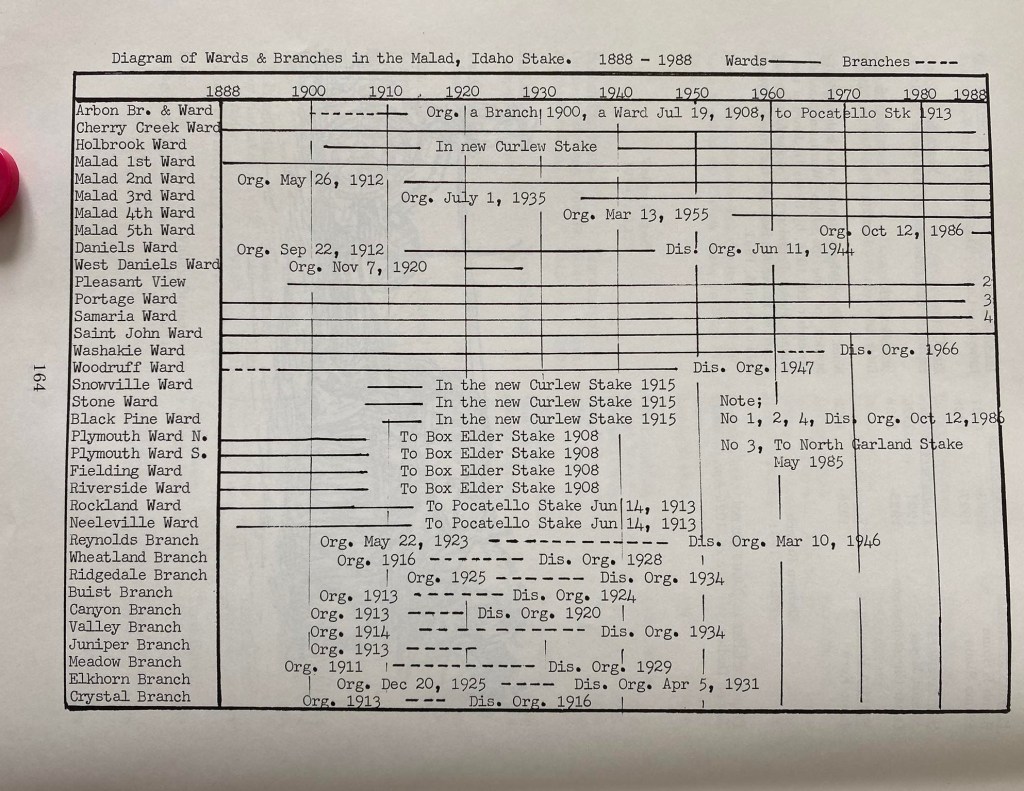 Diagram of Wards & Branches in the Malad, Idaho Stake. 1888 - 1988 Wards Branches
1888 1900 1910 1920 1930 1940 1950 1960 1970 1980 1988
Arbon Br. & Ward Org. a Branch 1900, a Ward Jul 19, 1908, to Pocatello Stk 1913
Cherry Creek Ward
Holbrook Ward In new Curlew Stake
Malad 1st Ward
Malad 2nd Ward Org. May 26, 1912
Malad 3rd Ward Org. July 1, 1935
Malad 4th Ward Org. Mar 13, 1955
Malad 5th Ward Org. Oct 12, 1986
Daniels Ward Org. Sep 22, 1912 Dis. Org. Jun 11, 1944
West Daniels Ward Org. Nov 7, 1920
Pleasant View 2
Portage Ward 3
Samaria Ward 4
Saint John Ward
Washakie Ward Dis. Org. 1966
Woodruff Ward Dis. Org. 1947
Snowville Ward In the new Curlew Stake 1915
Stone Ward In the new Curlew Stake 1915 Note;
Black Pine Ward In the new Curlew Stake 1915 No 1, 2, 4, Dis. Org. Oct 12, 1986
Plymouth Ward N. To Box Elder Stake 1908
Plymouth Ward S. To Box Elder Stake 1908 No 3, To North Garland Stake
Fielding Ward To Box Elder Stake 1908 May 1985
Riverside Ward To Box Elder Stake 1908
Rockland Ward To Pocatello Stake Jun 14, 1913
Neeleville Ward To Pocatello Stake Jun 14, 1913
Reynolds Branch Org. May 22, 1923 Dis. Org. Mar 10, 1946
Wheatland Branch Org. 1916 Dis. Org. 1928
Ridgedale Branch Org. 1925 Dis. Org. 1934
Buist Branch Org. 1913 Dis. Org. 1924
Canyon Branch Org. 1913 Dis. Org. 1920
Valley Branch Org. 1914 Dis. Org. 1934
Juniper Branch Org. 1913
Meadow Branch Org. 1911 Dis. Org. 1929
Elkhorn Branch Org. Dec 20, 1925 Dis. Org. Apr 5, 1931
Crystal Branch Org. 1913 Dis. Org. 1916
164